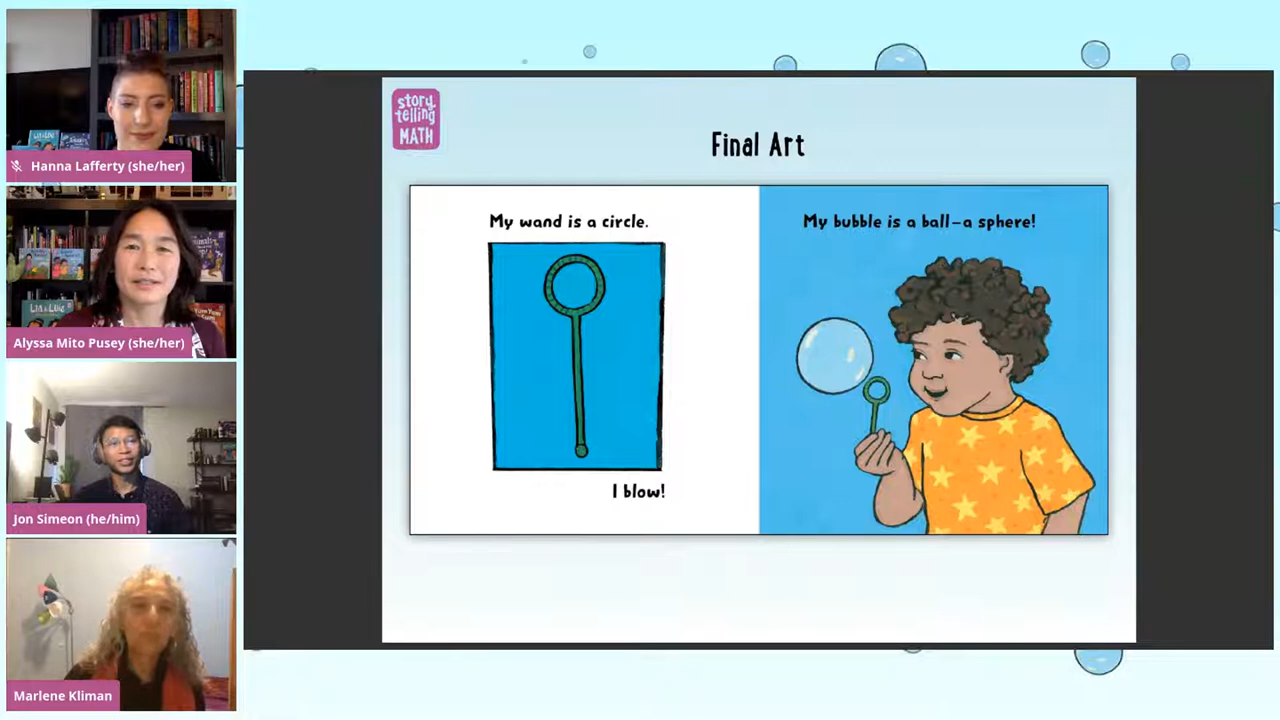 Hanna Lafferty (she/her)
Alyssa Mito Pusey (she/her)
Jon Simeon (he/him)
Marlene Kliman
story
telling
MATH
Final Art
My wand is a circle.
I blow!
My bubble is a ball—a sphere!